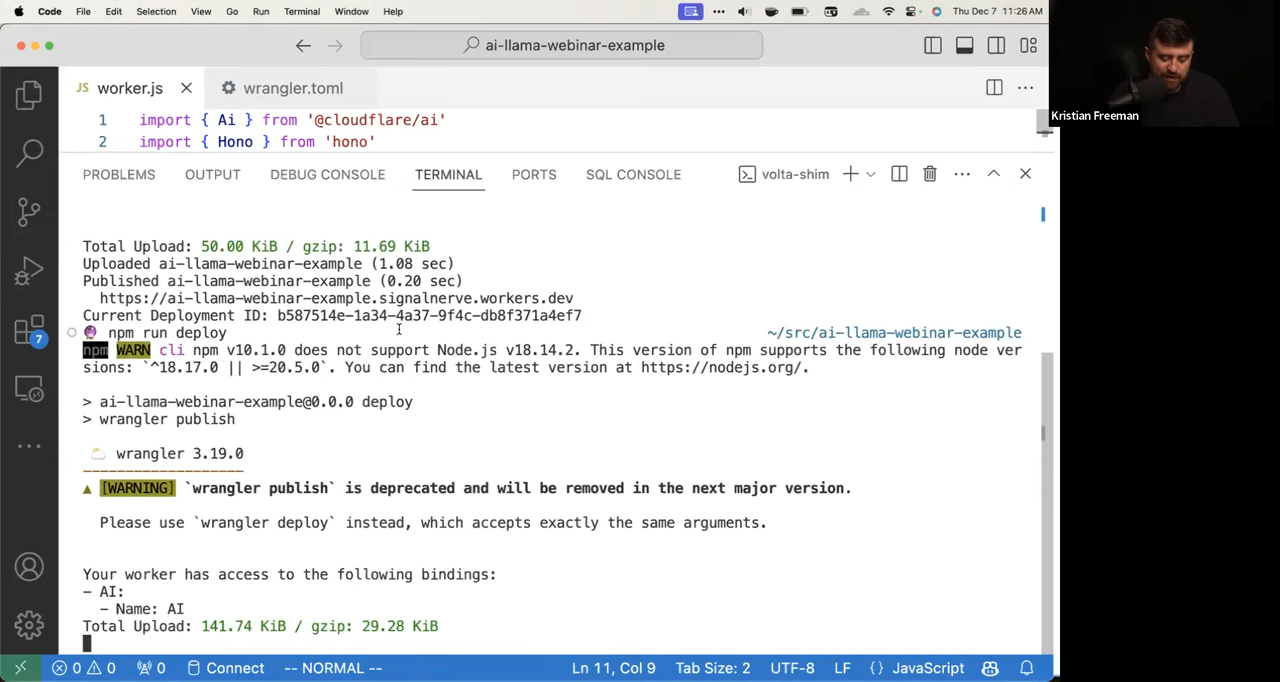 Code File Edit Selection View Go Run Terminal Window Help Thu Dec 7 11:26 AM
ai-llama-webinar-example
JS worker.js wrangler.toml
Kristian Freeman
1 import { Ai } from '@cloudflare/ai'
2 import { Hono } from 'hono'
PROBLEMS OUTPUT DEBUG CONSOLE TERMINAL PORTS SQL CONSOLE volta-shim
Total Upload: 50.00 KiB / gzip: 11.69 KiB
Uploaded ai-llama-webinar-example (1.08 sec)
Published ai-llama-webinar-example (0.20 sec)
https://ai-llama-webinar-example.signalnerve.workers.dev
Current Deployment ID: b587514e-1a34-4a37-9f4c-db8f371a4ef7
npm run deploy ~/src/ai-llama-webinar-example
npm WARN cli npm v10.1.0 does not support Node.js v18.14.2. This version of npm supports the following node ver
sions: `^18.17.0 || >=20.5.0`. You can find the latest version at https://nodejs.org/.
> ai-llama-webinar-example@0.0.0 deploy
> wrangler publish
wrangler 3.19.0
-------------------
▲ [WARNING] `wrangler publish` is deprecated and will be removed in the next major version.
Please use `wrangler deploy` instead, which accepts exactly the same arguments.
Your worker has access to the following bindings:
- AI:
- Name: AI
Total Upload: 141.74 KiB / gzip: 29.28 KiB
7
0 0 0 Connect -- NORMAL -- Ln 11, Col 9 Tab Size: 2 UTF-8 LF {} JavaScript